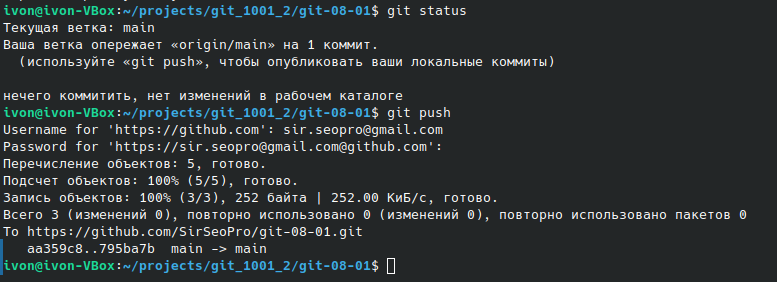 ivon@ivon-VBox:~/projects/git_1001_2/git-08-01$ git status
Текущая ветка: main
Ваша ветка опережает «origin/main» на 1 коммит.
  (используйте «git push», чтобы опубликовать ваши локальные коммиты)

нечего коммитить, нет изменений в рабочем каталоге
ivon@ivon-VBox:~/projects/git_1001_2/git-08-01$ git push
Username for 'https://github.com': sir.seopro@gmail.com
Password for 'https://sir.seopro@gmail.com@github.com':
Перечисление объектов: 5, готово.
Подсчет объектов: 100% (5/5), готово.
Запись объектов: 100% (3/3), 252 байта | 252.00 КиБ/с, готово.
Всего 3 (изменений 0), повторно использовано 0 (изменений 0), повторно использовано пакетов 0
To https://github.com/SirSeoPro/git-08-01.git
   aa359c8..795ba7b  main -> main
ivon@ivon-VBox:~/projects/git_1001_2/git-08-01$